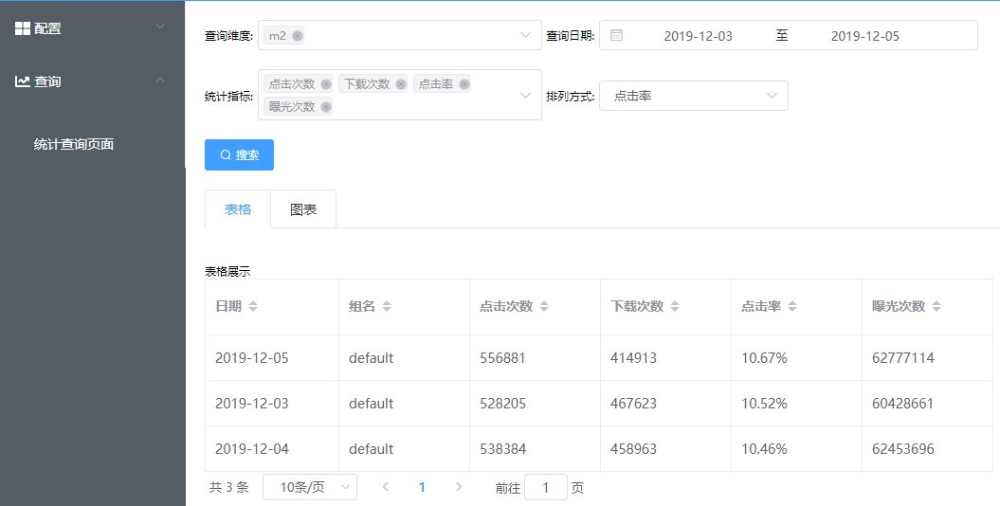 配置
查询
统计查询页面
查询维度: m2 查询日期: 2019-12-03 至 2019-12-05
统计指标: 点击次数 下载次数 点击率 排列方式: 点击率
曝光次数
搜索
表格 图表
表格展示
日期 组名 点击次数 下载次数 点击率 曝光次数
2019-12-05 default 556881 414913 10.67% 62777114
2019-12-03 default 528205 467623 10.52% 60428661
2019-12-04 default 538384 458963 10.46% 62453696
共 3 条 10条/页 1 前往 1 页